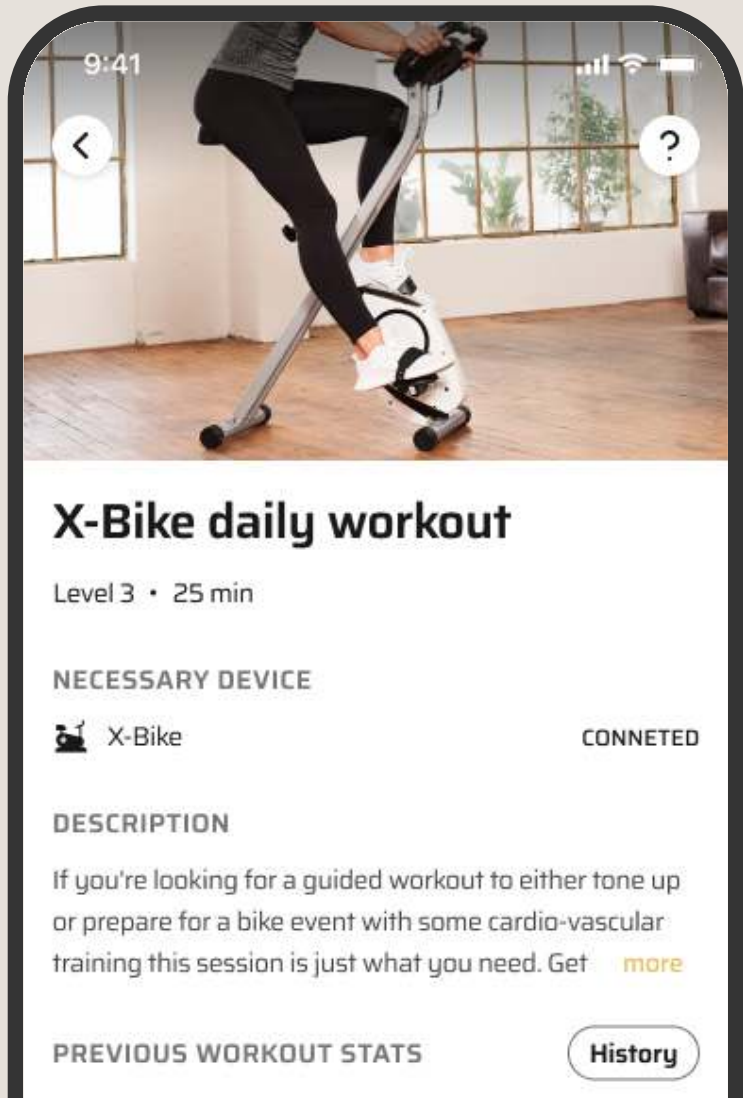 9:41
?
X-Bike daily workout
Level 3 • 25 min
NECESSARY DEVICE
X-Bike CONNETED
DESCRIPTION
If you're looking for a guided workout to either tone up
or prepare for a bike event with some cardio-vascular
training this session is just what you need. Get more
PREVIOUS WORKOUT STATS History